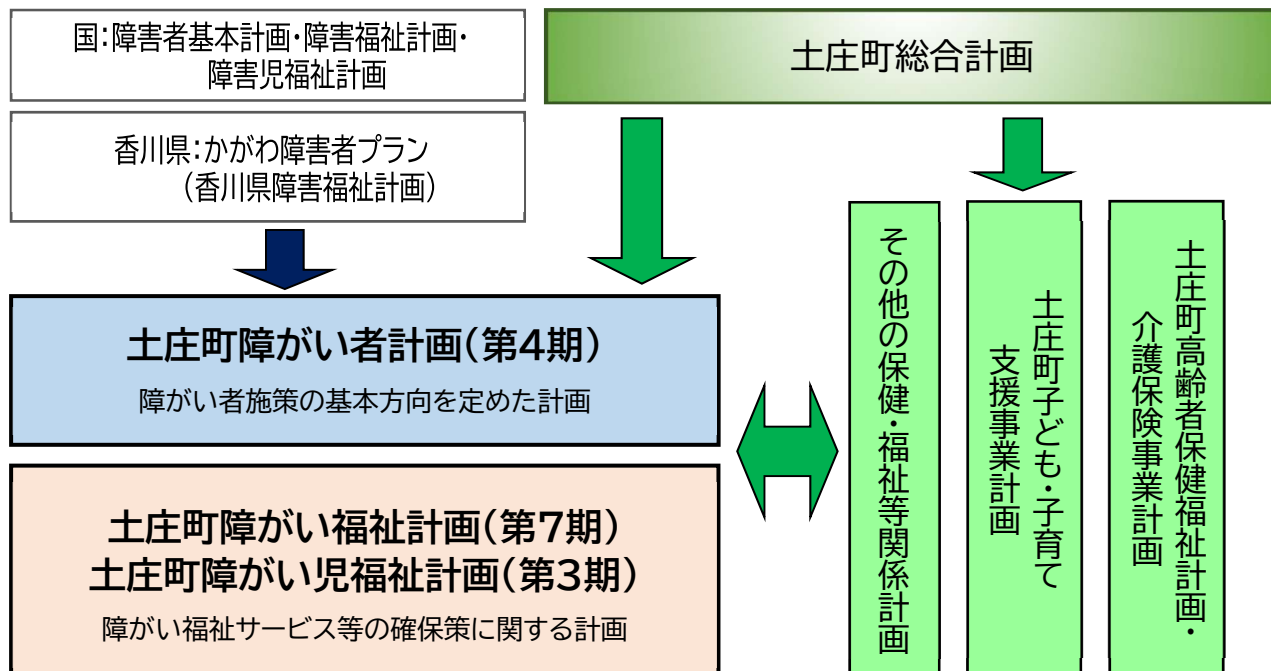 国:障害者基本計画・障害福祉計画・
障害児福祉計画
香川県:かがわ障害者プラン
(香川県障害福祉計画)
土庄町総合計画
土庄町障がい者計画(第4期)
障がい者施策の基本方向を定めた計画
土庄町障がい福祉計画(第7期)
土庄町障がい児福祉計画(第3期)
障がい福祉サービス等の確保策に関する計画
土庄町高齢者保健福祉計画・
介護保険事業計画
土庄町子ども・子育て
支援事業計画
その他の保健・福祉等関係計画